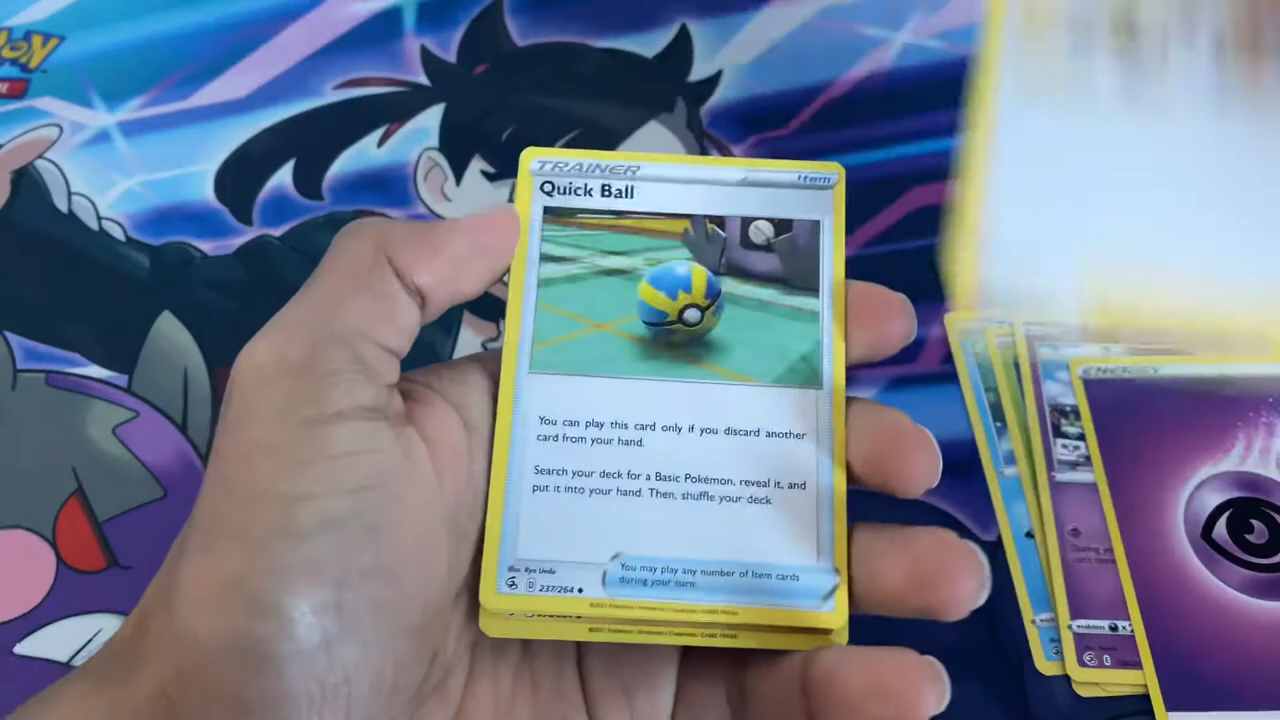 TRAINER
Item
Quick Ball
You can play this card only if you discard another
card from your hand.
Search your deck for a Basic Pokémon, reveal it, and
put it into your hand. Then, shuffle your deck.
You may play any number of Item cards
during your turn.
Illus. Ryo Ueda
D 237/264
ENERGY
weakness
During